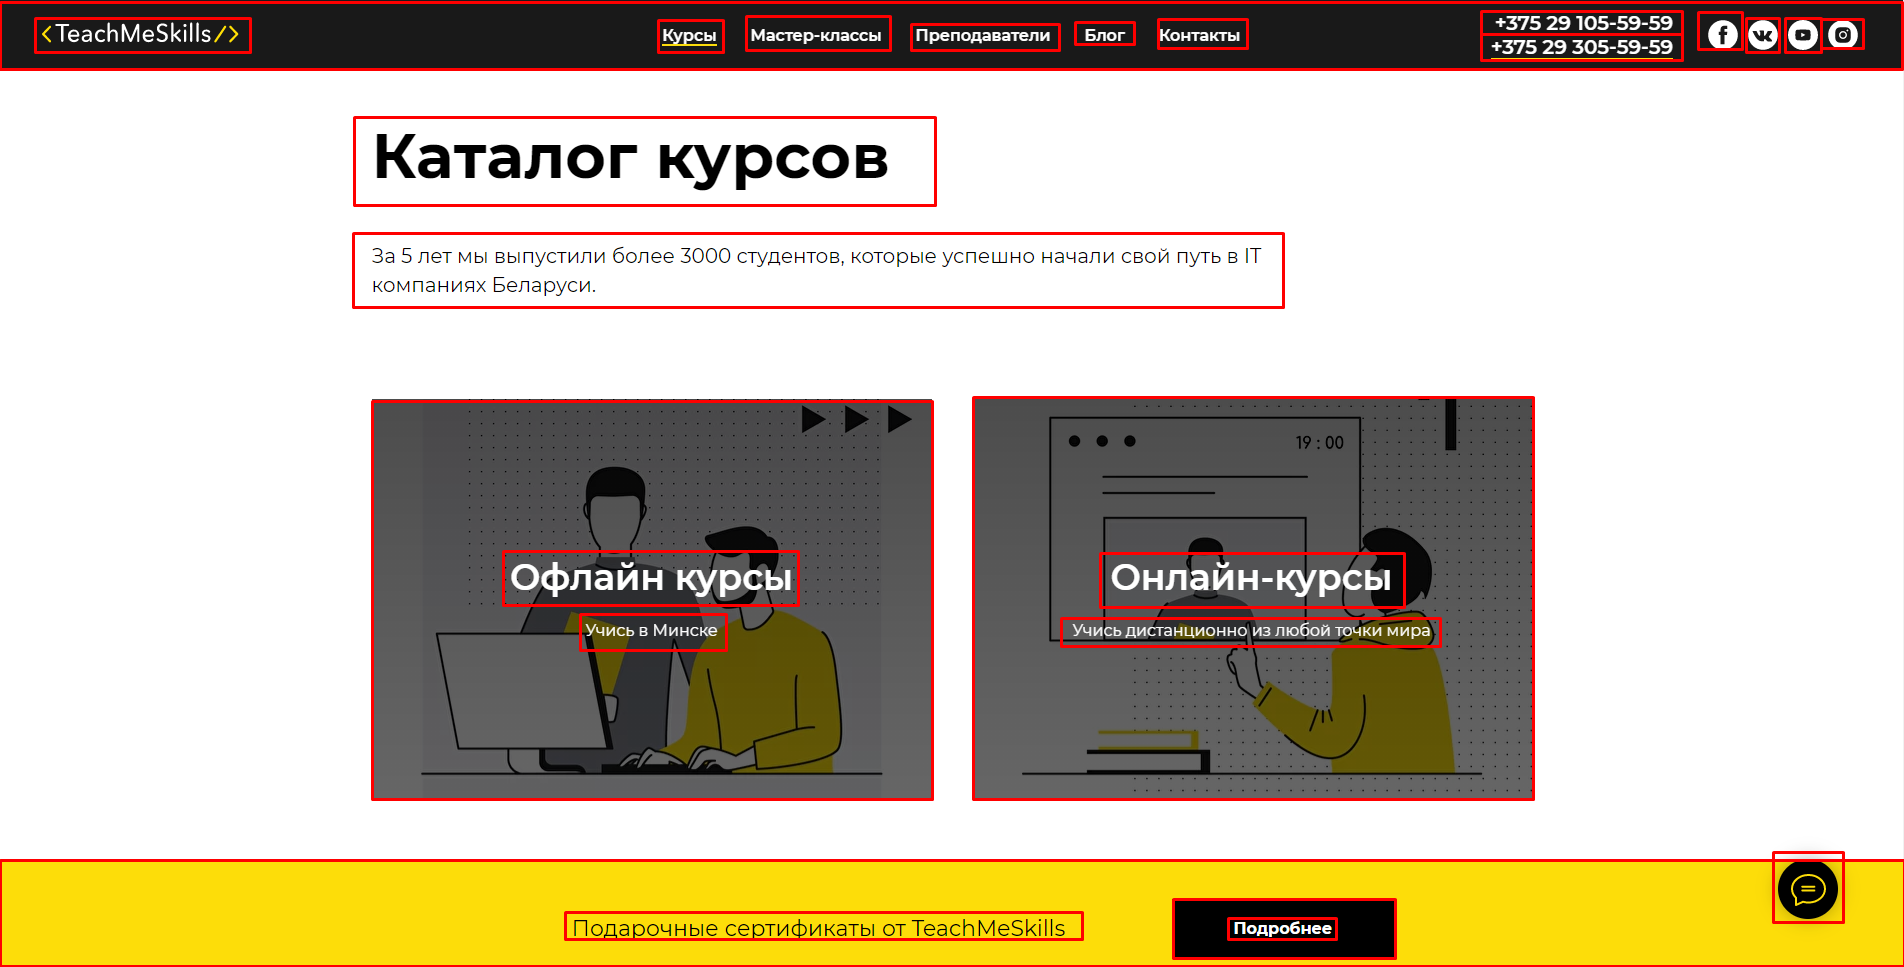 <TeachMeSkills/>
Курсы
Мастер-классы
Преподаватели
Блог
Контакты
+375 29 105-59-59
+375 29 305-59-59
Каталог курсов
За 5 лет мы выпустили более 3000 студентов, которые успешно начали свой путь в IT
компаниях Беларуси.
Офлайн курсы
Учись в Минске
19 : 00
Онлайн-курсы
Учись дистанционно из любой точки мира
Подарочные сертификаты от TeachMeSkills
Подробнее